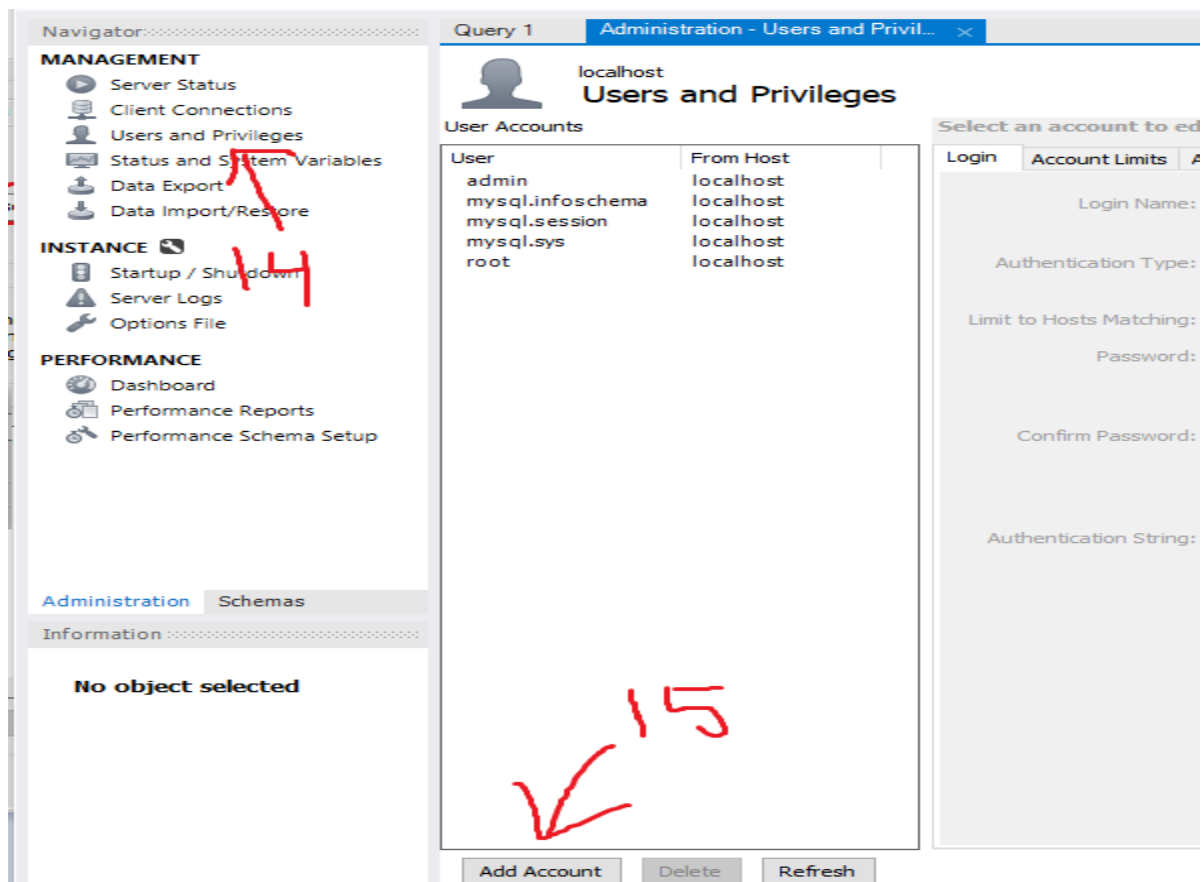 Navigator
MANAGEMENT
Server Status
Client Connections
Users and Privileges
Status and System Variables
Data Export
Data Import/Restore
14
INSTANCE
Startup / Shutdown
Server Logs
Options File
PERFORMANCE
Dashboard
Performance Reports
Performance Schema Setup
Administration Schemas
Information
No object selected
Query 1 Administration - Users and Privil...
localhost
Users and Privileges
User Accounts
User From Host
admin localhost
mysql.infoschema localhost
mysql.session localhost
mysql.sys localhost
root localhost
15
Add Account Delete Refresh
Select an account to ed
Login Account Limits A
Login Name:
Authentication Type:
Limit to Hosts Matching:
Password:
Confirm Password:
Authentication String: